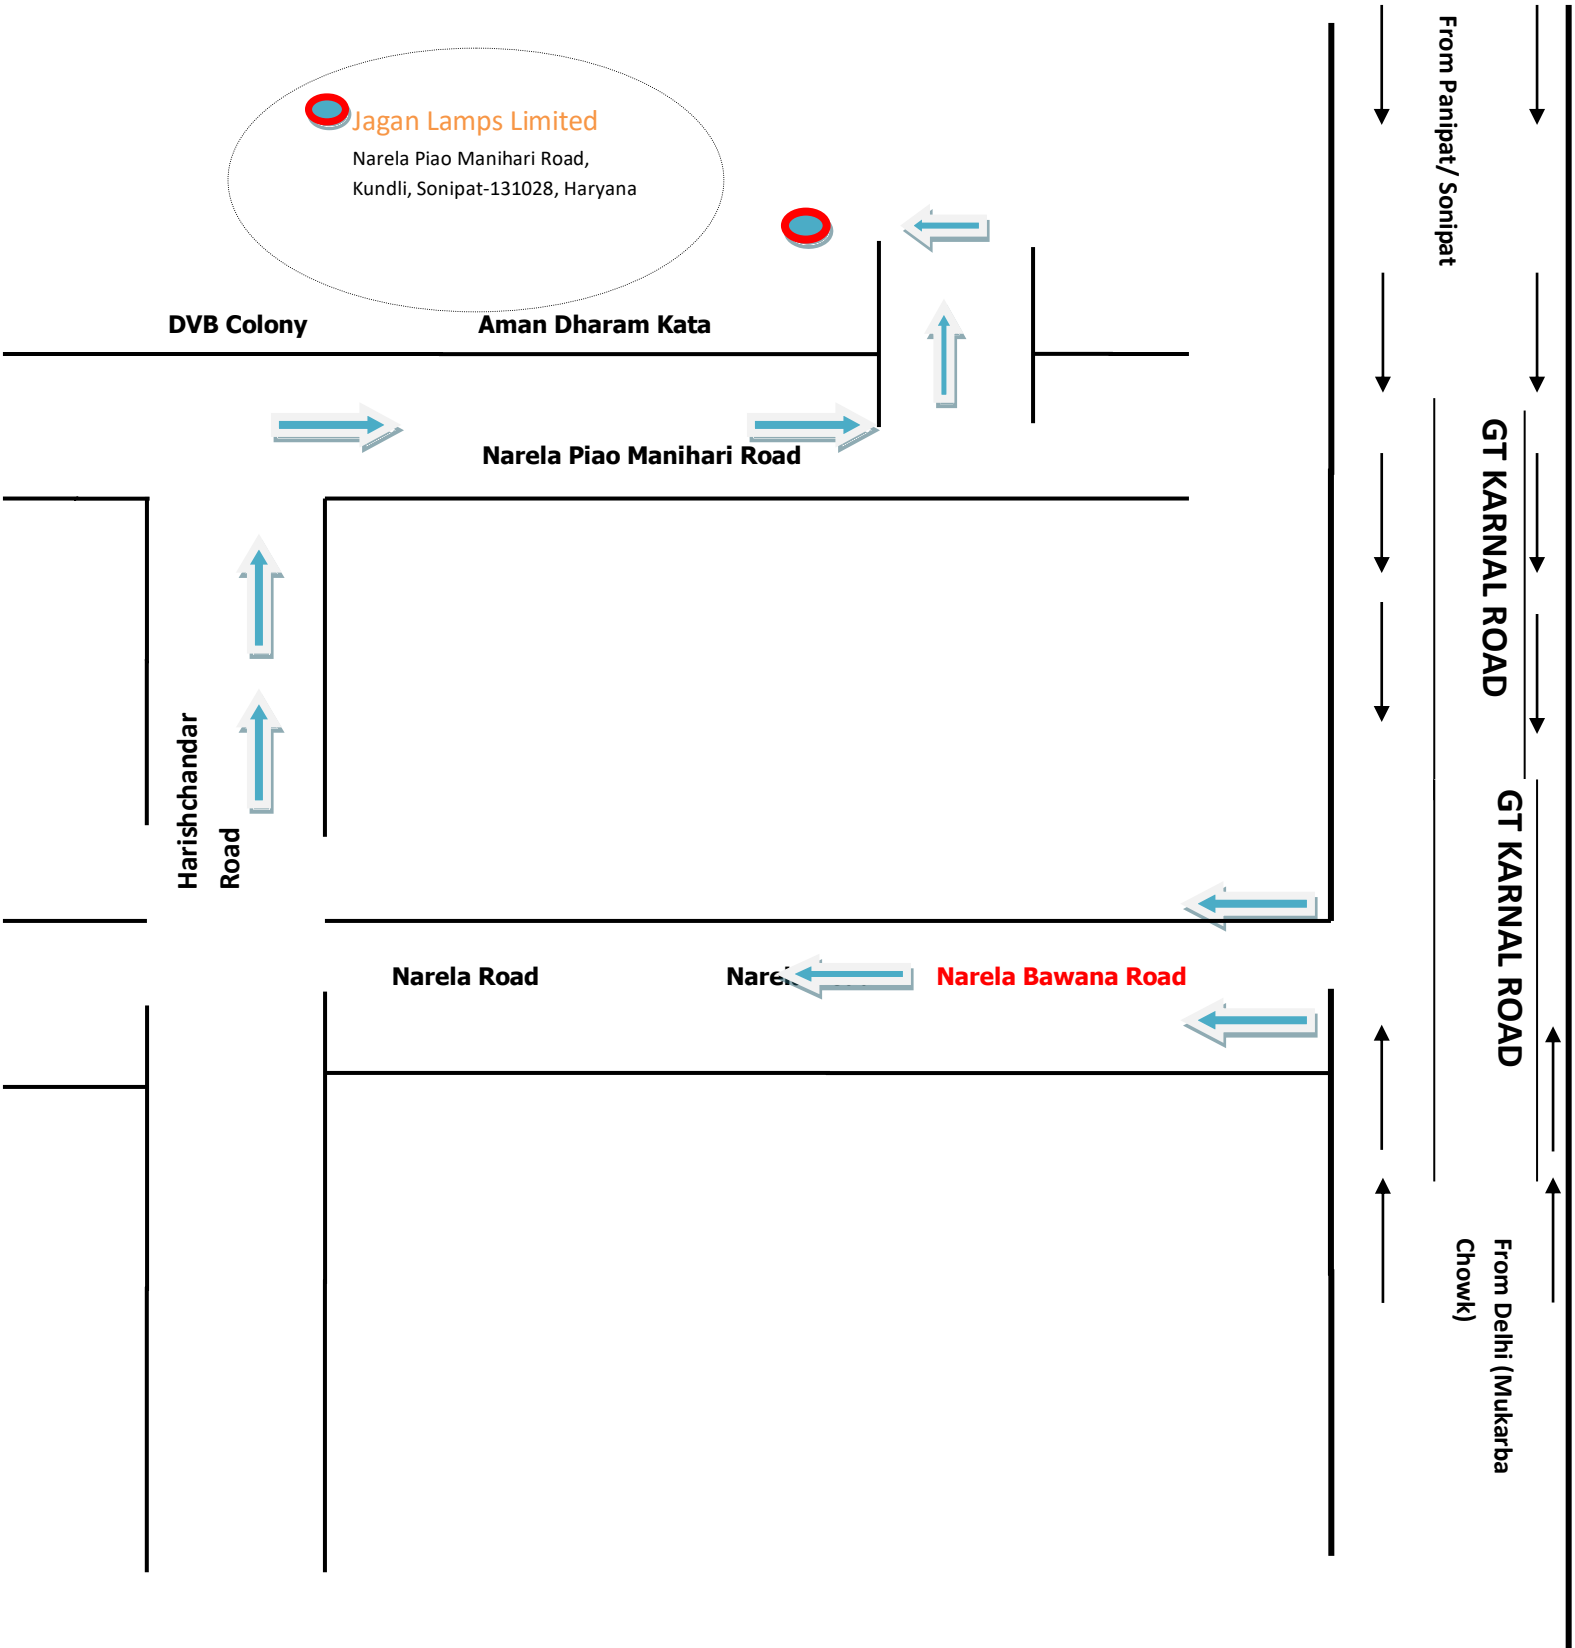 From Panipat/ Sonipat
Jagan Lamps Limited
Narela Piao Manihari Road,
Kundli, Sonipat-131028, Haryana
DVB Colony
Aman Dharam Kata
Narela Piao Manihari Road
GT KARNAL ROAD
Harishchandar
Road
GT KARNAL ROAD
Narela Road
Narela Bawana Road
From Delhi (Mukarba
Chowk)